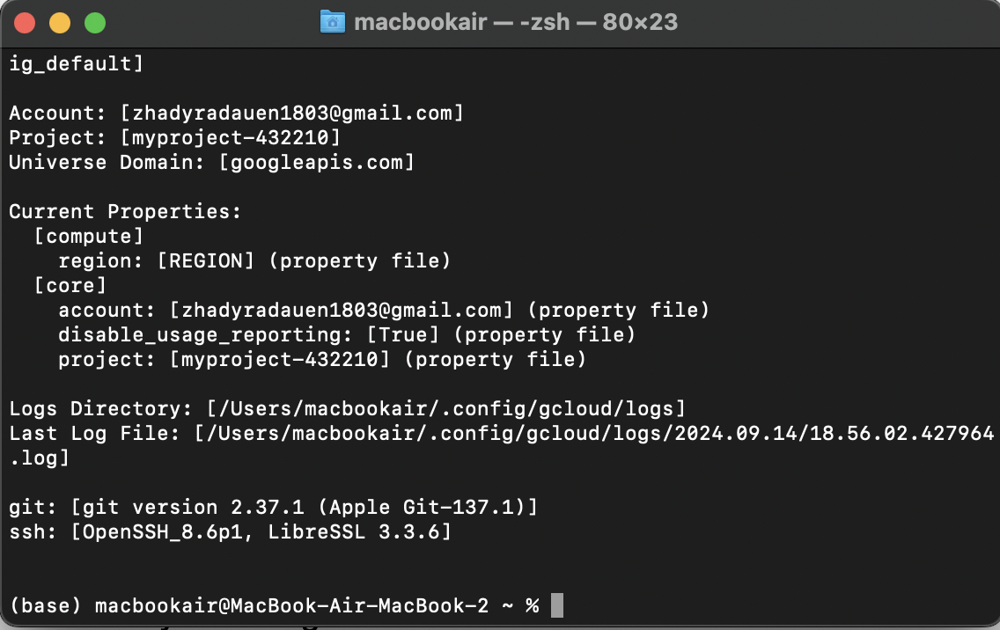 macbookair — -zsh — 80×23
ig_default]
Account: [zhadyradauen1803@gmail.com]
Project: [myproject-432210]
Universe Domain: [googleapis.com]
Current Properties:
  [compute]
    region: [REGION] (property file)
  [core]
    account: [zhadyradauen1803@gmail.com] (property file)
    disable_usage_reporting: [True] (property file)
    project: [myproject-432210] (property file)
Logs Directory: [/Users/macbookair/.config/gcloud/logs]
Last Log File: [/Users/macbookair/.config/gcloud/logs/2024.09.14/18.56.02.427964
.log]
git: [git version 2.37.1 (Apple Git-137.1)]
ssh: [OpenSSH_8.6p1, LibreSSL 3.3.6]
(base) macbookair@MacBook-Air-MacBook-2 ~ %